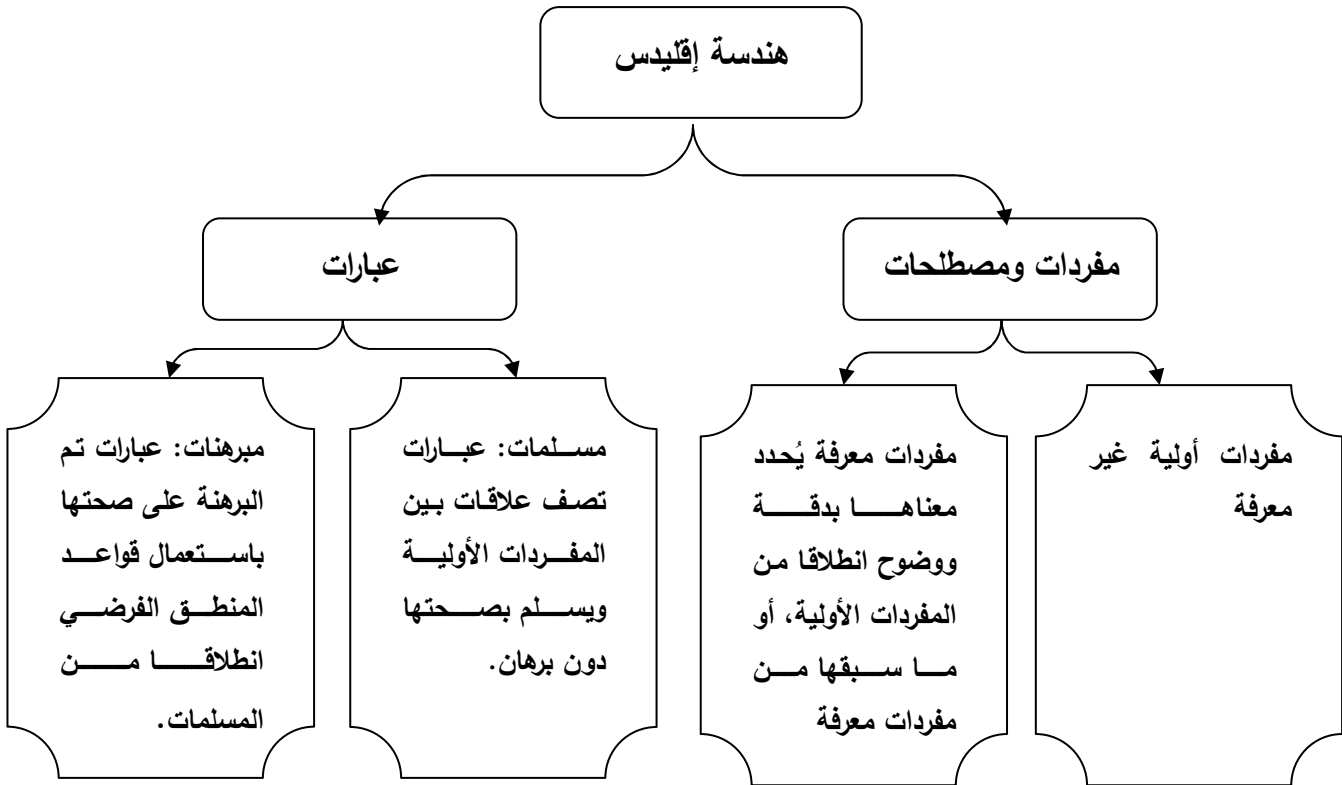 هندسة إقليدس
مفردات ومصطلحات
عبارات
مفردات أولية غير
معرفة
مفردات معرفة يُحدد
معناها بدقة
ووضوح انطلاقا من
المفردات الأولية، أو
ما سبقها من
مفردات معرفة
مسلمات: عبارات
تصف علاقات بين
المفردات الأولية
ويسلم بصحتها
دون برهان.
مبرهنات: عبارات تم
البرهنة على صحتها
باستعمال قواعد
المنطق الفرضي
انطلاقا من
المسلمات.